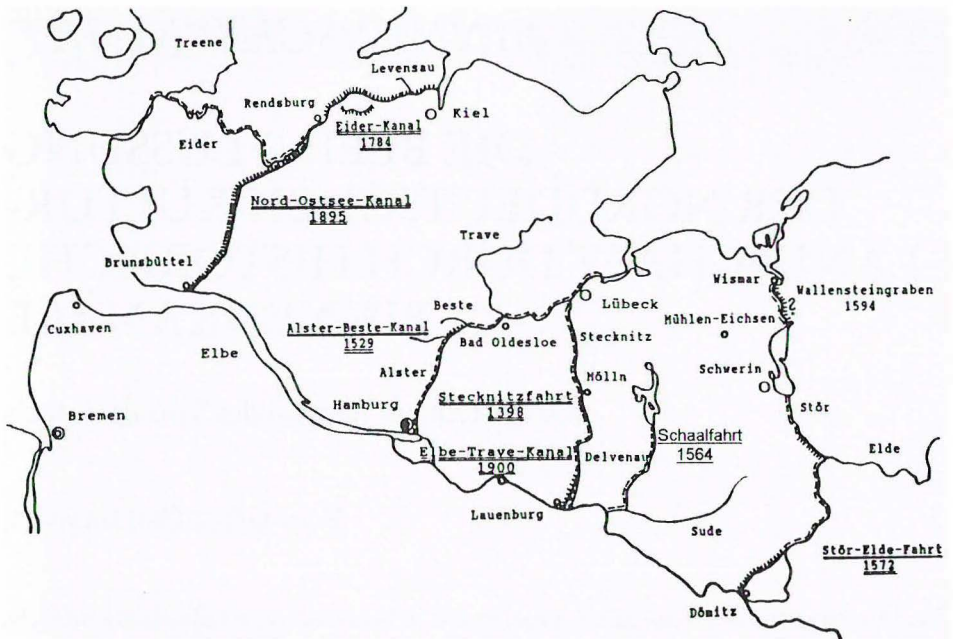 Treene
Levensau
Rendsburg
Kiel
Eider-Kanal
1784
Eider
Nord-Ostsee-Kanal
1895
Trave
Brunsbüttel
Wismar
Wallensteingraben
1594
?
Cuxhaven
Beste
Lübeck
Alster-Beste-Kanal
1529
Bad Oldesloe
Stecknitz
Mühlen-Eichsen
Elbe
Alster
Mölln
Schwerin
Stecknitzfahrt
1398
Stör
Hamburg
Bremen
Schaalfahrt
1564
Elbe-Trave-Kanal
1900
Delvenau
Elde
Lauenburg
Sude
Stör-Elde-Fahrt
1572
Dömitz